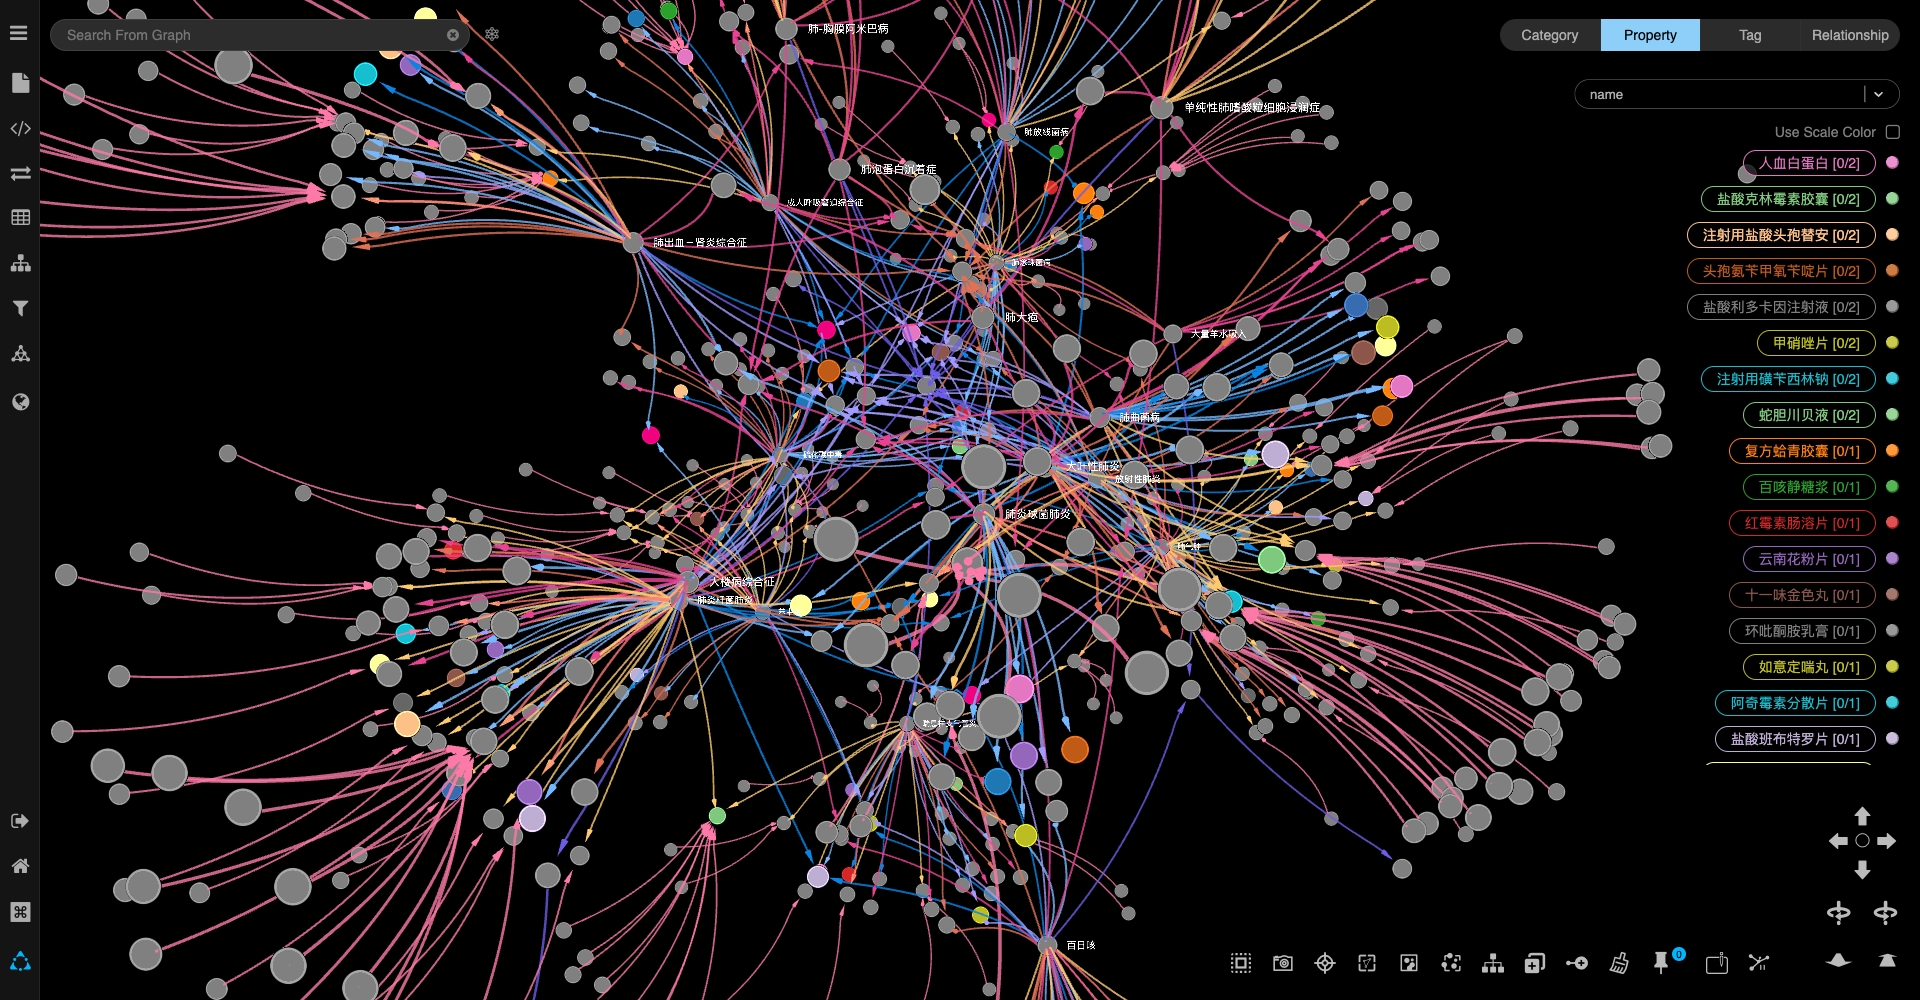 Search From Graph
Category
Property
Tag
Relationship
name
Use Scale Color
人血白蛋白 [0/2]
盐酸克林霉素胶囊 [0/2]
注射用盐酸头孢替安 [0/2]
头孢氨苄甲氧苄啶片 [0/2]
盐酸利多卡因注射液 [0/2]
甲硝唑片 [0/2]
注射用磺苄西林钠 [0/2]
蛇胆川贝液 [0/2]
复方蛤青胶囊 [0/1]
百咳静糖浆 [0/1]
红霉素肠溶片 [0/1]
云南花粉片 [0/1]
十一味金色丸 [0/1]
环吡酮胺乳膏 [0/1]
如意定喘丸 [0/1]
阿奇霉素分散片 [0/1]
盐酸班布特罗片 [0/1]
肺-胸膜阿米巴病
单纯性肺嗜酸粒细胞浸润症
肺放线菌病
肺泡蛋白沉着症
成人呼吸窘迫综合征
肺出血－肾炎综合征
肺大疱
大量羊水吸入
肺曲菌病
大叶性肺炎
放射性肺炎
肺炎球菌肺炎
肺炎杆菌肺炎
百日咳
0